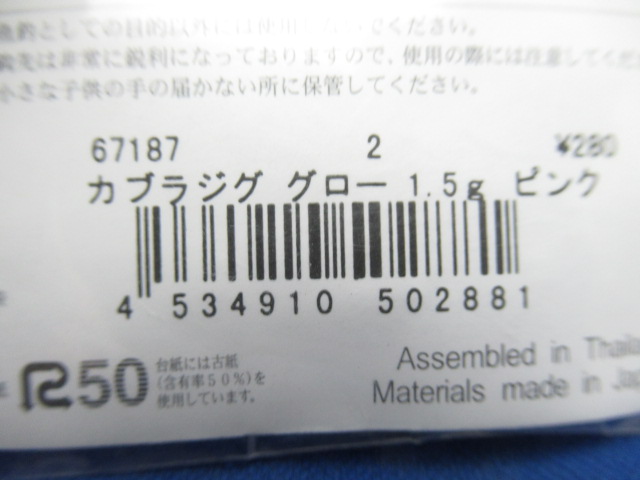 魚釣としての目的以外には使用しないでください。
鈎先は非常に鋭利になっておりますので、使用の際には注意してくださ
小さな子供の手の届かない所に保管してください。
67187 2 ¥280
カブラジグ グロー 1.5g ピンク
4 534910 502881
R50 台紙には古紙
(含有率50%)を
使用しています。
Assembled in Thaila
Materials made in Ja